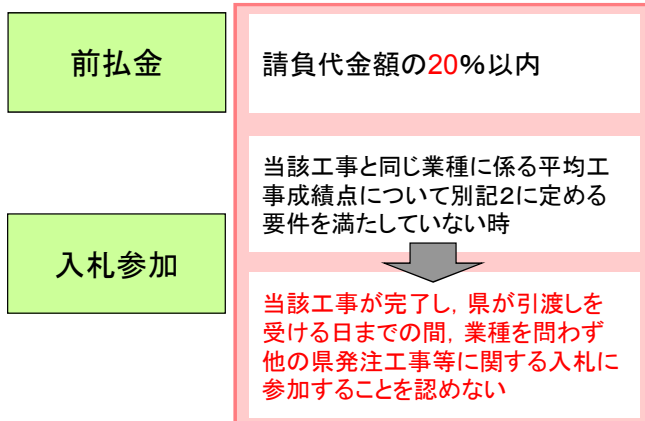 前払金
請負代金額の20%以内
入札参加
当該工事と同じ業種に係る平均工
事成績点について別記2に定める
要件を満たしていない時
当該工事が完了し，県が引渡しを
受ける日までの間，業種を問わず
他の県発注工事等に関する入札に
参加することを認めない